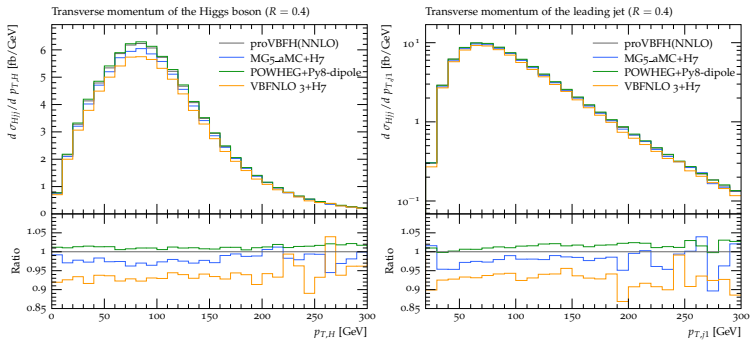 Transverse momentum of the Higgs boson (R = 0.4)
d σHjj/d pT,H [fb/GeV]
6
5
4
3
2
1
0
proVBFH(NNLO)
MG5_aMC+H7
POWHEG+Py8-dipole
VBFNLO 3+H7
Ratio
1.05
1
0.95
0.9
0.85
0 50 100 150 200 250 300
pT,H [GeV]
Transverse momentum of the leading jet (R = 0.4)
d σHjj/d pT,j1 [fb/GeV]
10^1
1
10^−1
proVBFH(NNLO)
MG5_aMC+H7
POWHEG+Py8-dipole
VBFNLO 3+H7
Ratio
1.05
1
0.95
0.9
0.85
50 100 150 200 250 300
pT,j1 [GeV]